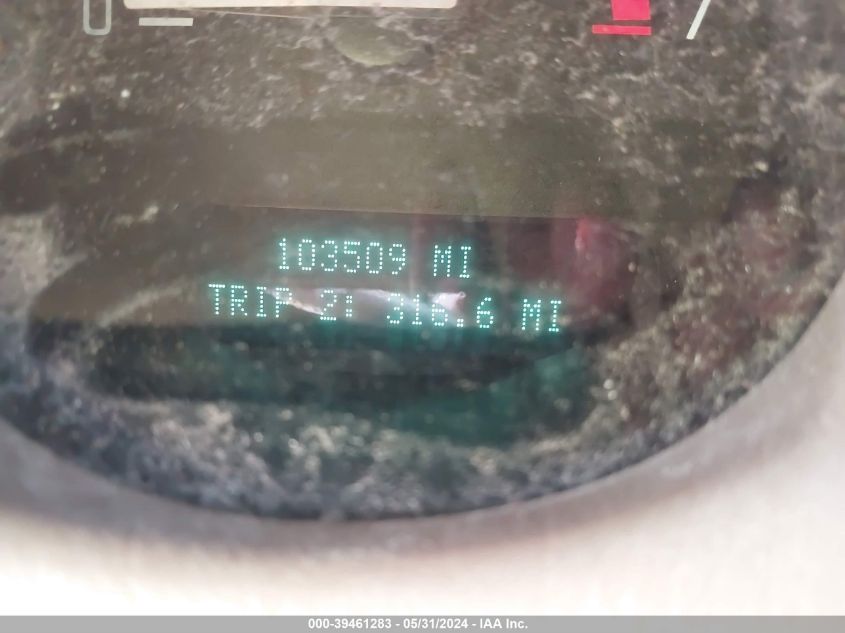 103509 MI
TRIP 2: 316.6 MI
000-39461283 - 05/31/2024 - IAA Inc.